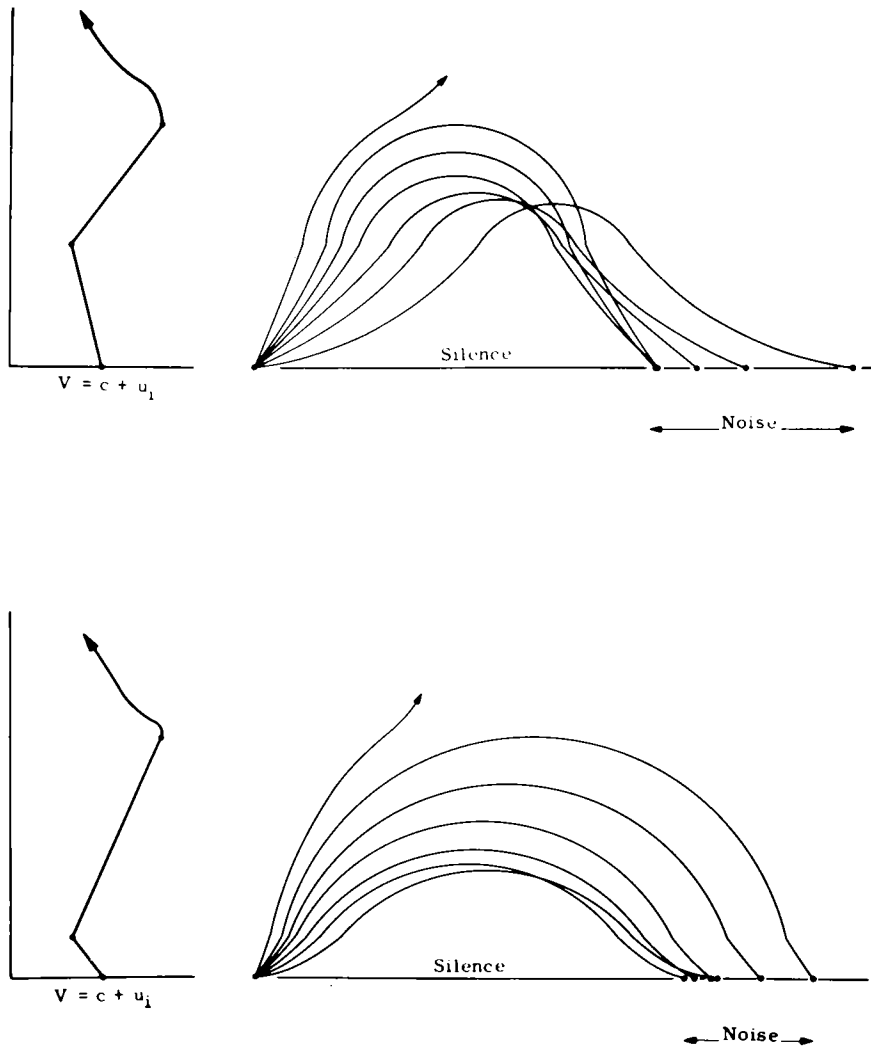 Silence
V = c + u₁
Noise
Silence
V = c + uᵢ
Noise